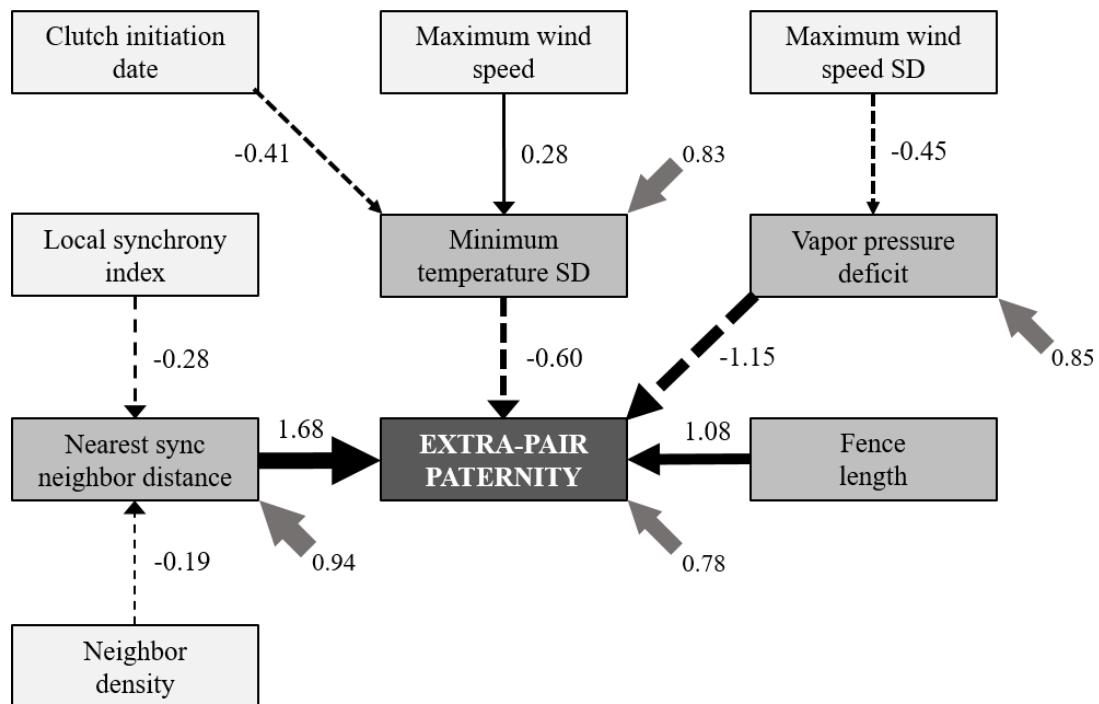 Clutch initiation
date
Maximum wind
speed
Maximum wind
speed SD
-0.41
0.28
0.83
-0.45
Local synchrony
index
Minimum
temperature SD
Vapor pressure
deficit
-0.28
-0.60
-1.15
0.85
Nearest sync
neighbor distance
1.68
EXTRA-PAIR
PATERNITY
1.08
Fence
length
-0.19
0.94
0.78
Neighbor
density